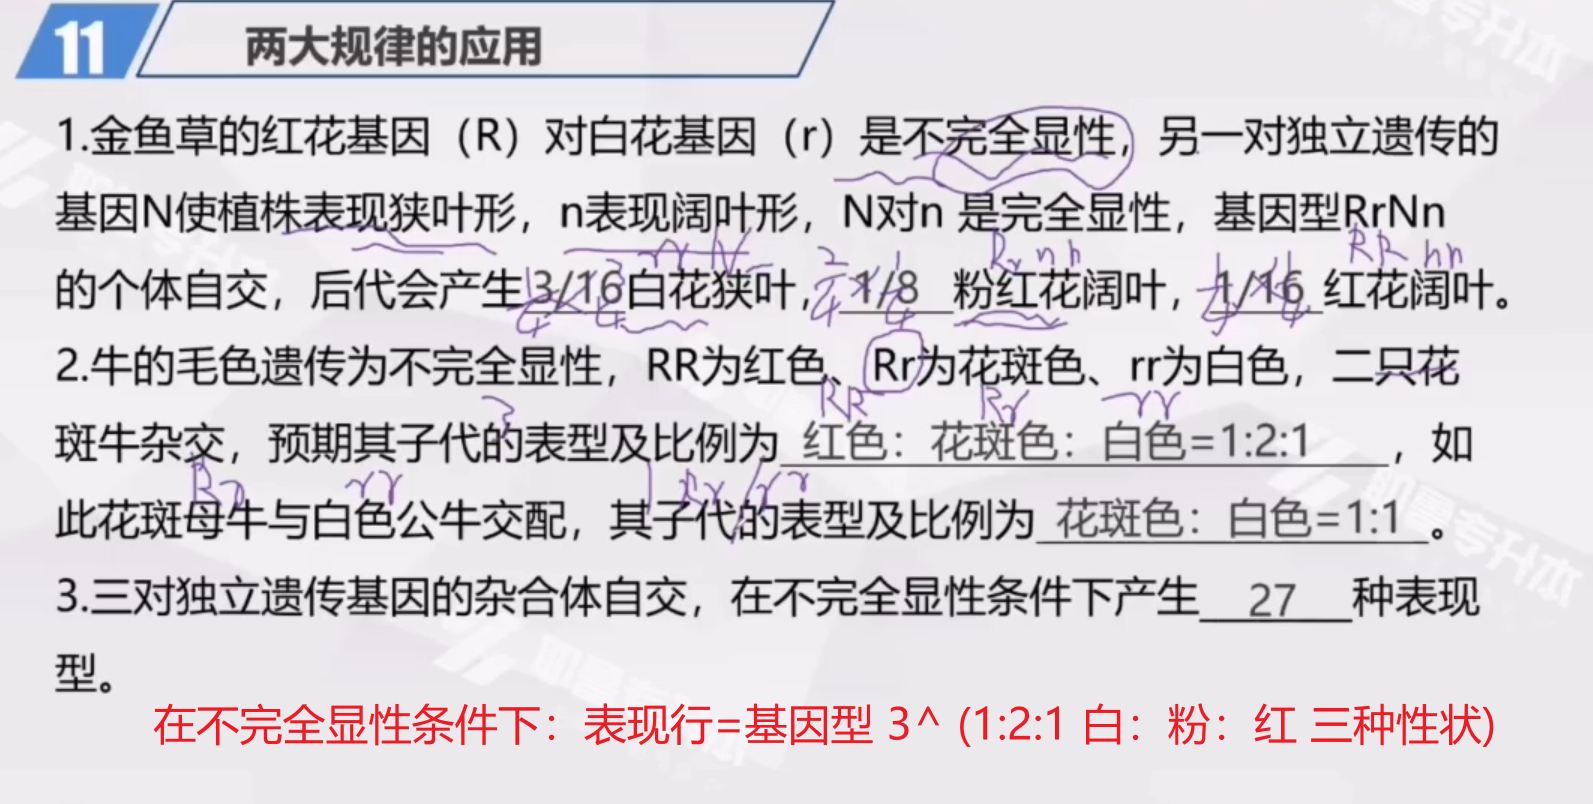 11 两大规律的应用
1.金鱼草的红花基因（R）对白花基因（r）是不完全显性，另一对独立遗传的
基因N使植株表现狭叶形，n表现阔叶形，N对n 是完全显性，基因型RrNn
rrN- Rrnn RRnn
的个体自交，后代会产生3/16白花狭叶，1/8粉红花阔叶，1/16红花阔叶。
2.牛的毛色遗传为不完全显性，RR为红色、Rr为花斑色、rr为白色，二只花
RR Rr rr
斑牛杂交，预期其子代的表型及比例为红色：花斑色：白色=1:2:1，如
Rr rr Rr rr
此花斑母牛与白色公牛交配，其子代的表型及比例为花斑色：白色=1:1。
3.三对独立遗传基因的杂合体自交，在不完全显性条件下产生 27 种表现
型。
在不完全显性条件下：表现行=基因型 3^ (1:2:1 白：粉：红 三种性状)